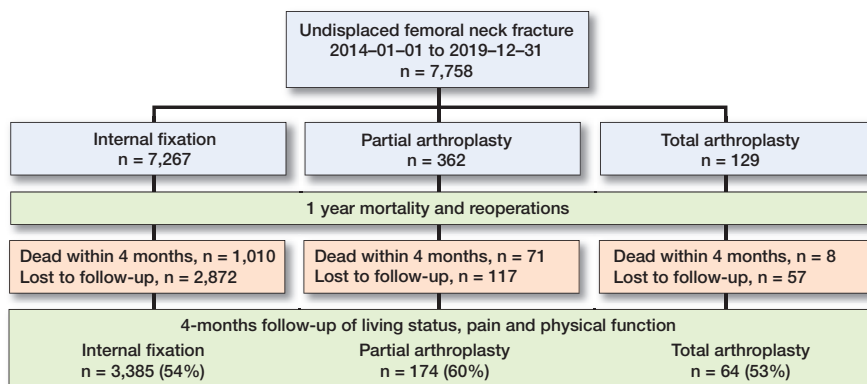 Undisplaced femoral neck fracture
2014–01–01 to 2019–12–31
n = 7,758
Internal fixation
n = 7,267
Partial arthroplasty
n = 362
Total arthroplasty
n = 129
1 year mortality and reoperations
Dead within 4 months, n = 1,010
Lost to follow-up, n = 2,872
Dead within 4 months, n = 71
Lost to follow-up, n = 117
Dead within 4 months, n = 8
Lost to follow-up, n = 57
4-months follow-up of living status, pain and physical function
Internal fixation
n = 3,385 (54%)
Partial arthroplasty
n = 174 (60%)
Total arthroplasty
n = 64 (53%)